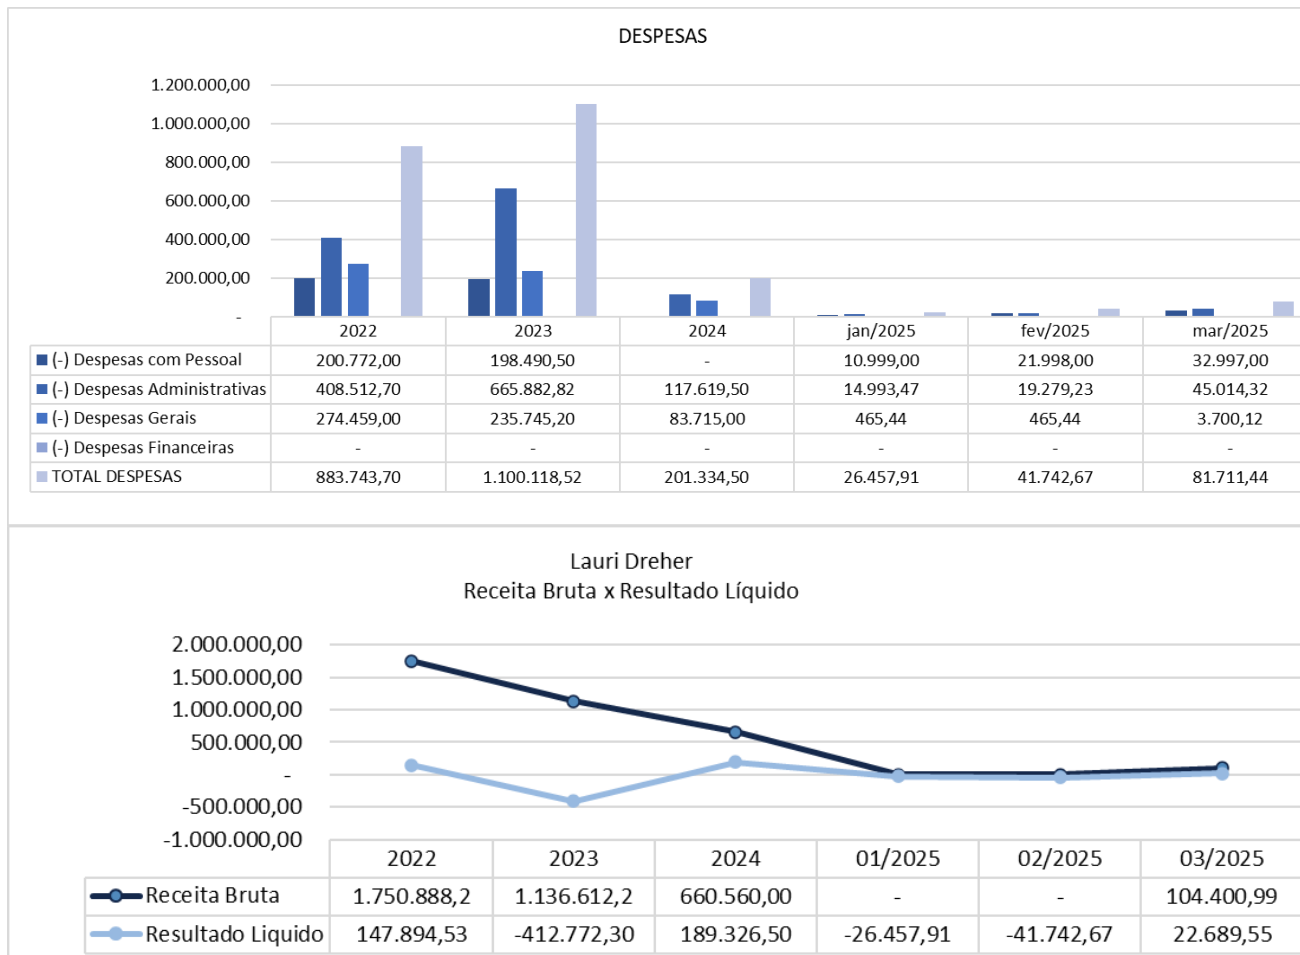 DESPESAS
1.200.000,00
1.000.000,00
800.000,00
600.000,00
400.000,00
200.000,00
-
2022 2023 2024 jan/2025 fev/2025 mar/2025
(-) Despesas com Pessoal 200.772,00 198.490,50 - 10.999,00 21.998,00 32.997,00
(-) Despesas Administrativas 408.512,70 665.882,82 117.619,50 14.993,47 19.279,23 45.014,32
(-) Despesas Gerais 274.459,00 235.745,20 83.715,00 465,44 465,44 3.700,12
(-) Despesas Financeiras - - - - - -
TOTAL DESPESAS 883.743,70 1.100.118,52 201.334,50 26.457,91 41.742,67 81.711,44
Lauri Dreher
Receita Bruta x Resultado Líquido
2.000.000,00
1.500.000,00
1.000.000,00
500.000,00
-
-500.000,00
-1.000.000,00
2022 2023 2024 01/2025 02/2025 03/2025
Receita Bruta 1.750.888,2 1.136.612,2 660.560,00 - - 104.400,99
Resultado Liquido 147.894,53 -412.772,30 189.326,50 -26.457,91 -41.742,67 22.689,55